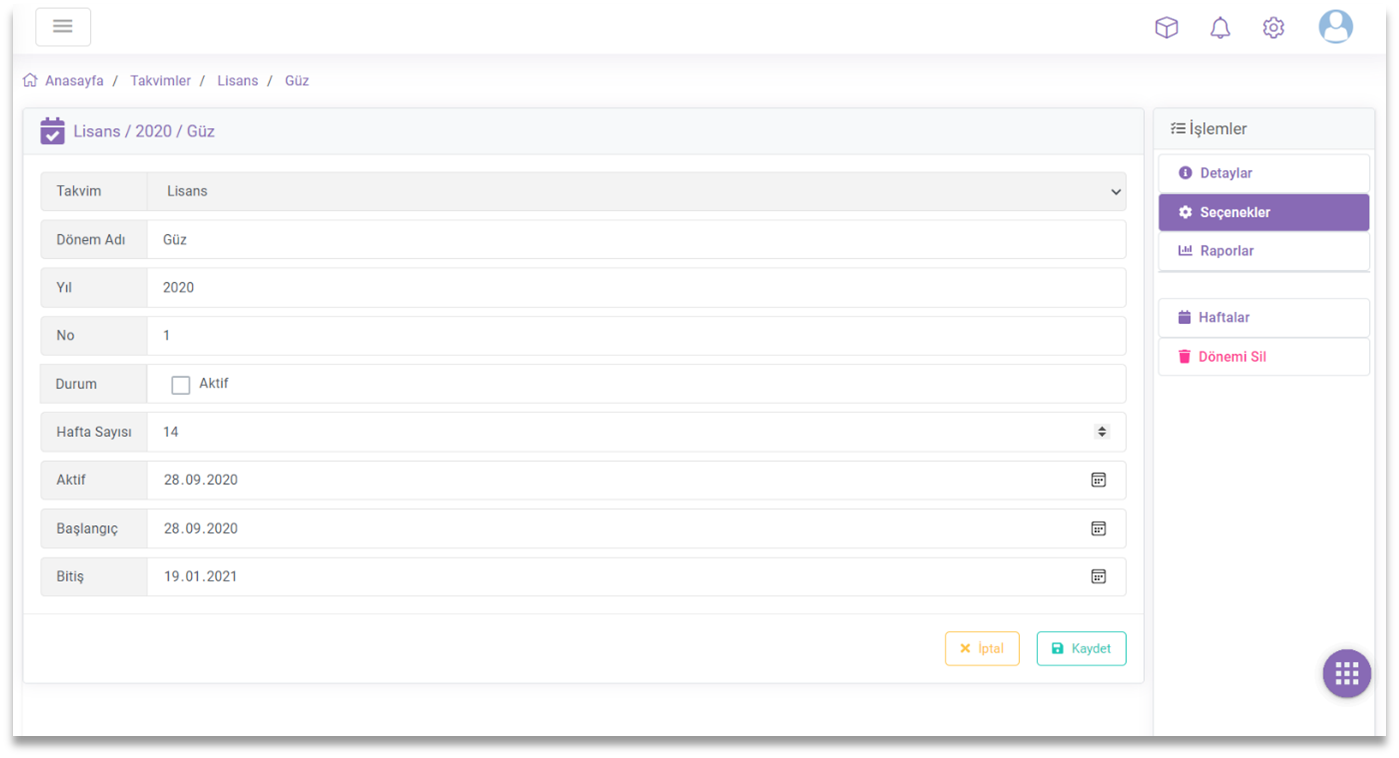 Anasayfa / Takvimler / Lisans / Güz
Lisans / 2020 / Güz
Takvim Lisans
Dönem Adı Güz
Yıl 2020
No 1
Durum Aktif
Hafta Sayısı 14
Aktif 28.09.2020
Başlangıç 28.09.2020
Bitiş 19.01.2021
İptal Kaydet
İşlemler
Detaylar
Seçenekler
Raporlar
Haftalar
Dönemi Sil